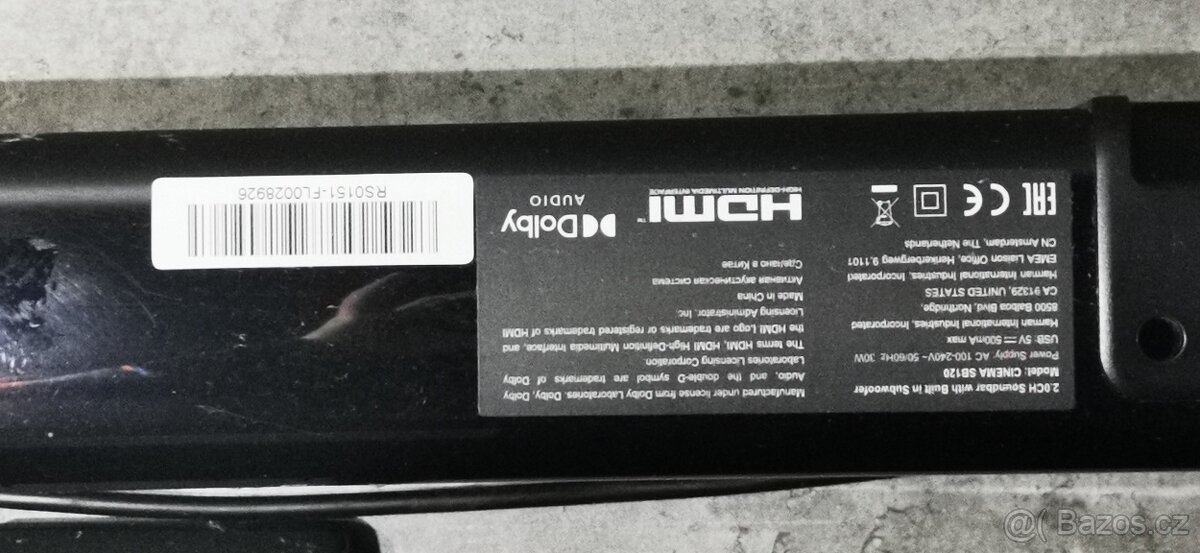 2.0CH Soundbar with Built in Subwoofer
Model: CINEMA SB120
Power Supply: AC 100-240V~50/60Hz 30W
USB: 5V ⎓ 500mA max
Harman International Industries, Incorporated
8500 Balboa Blvd, Northridge,
CA 91329, UNITED STATES
Harman International Industries, Incorporated
EMEA Liaison Office, Herikerbergweg 9, 1101
CN Amsterdam, The Netherlands
EAC CE
Manufactured under license from Dolby Laboratories. Dolby, Dolby
Audio, and the double-D symbol are trademarks of Dolby
Laboratories Licensing Corporation.
The terms HDMI, HDMI High-Definition Multimedia Interface, and
the HDMI Logo are trademarks or registered trademarks of HDMI
Licensing Administrator, Inc.
Made in China
Активная акустическая система
Сделано в Китае
HDMI™
HIGH-DEFINITION MULTIMEDIA INTERFACE
Dolby
AUDIO
RS0151-FL0028926
@ Bazos.cz